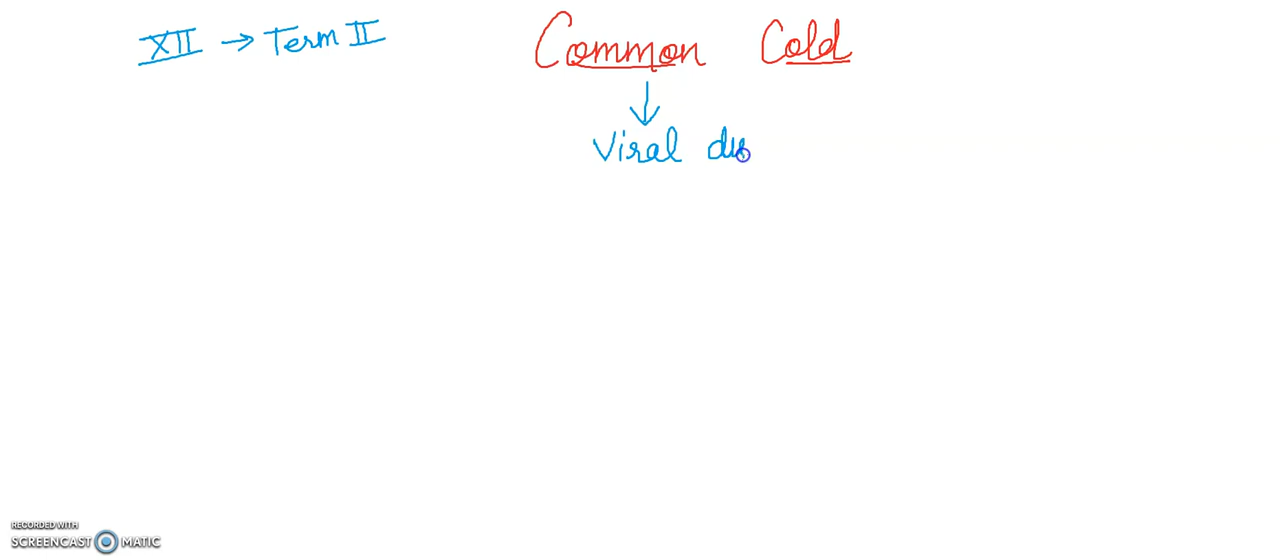 XII → Term II
Common Cold
↓
Viral
RECORDED WITH
SCREENCAST MATIC